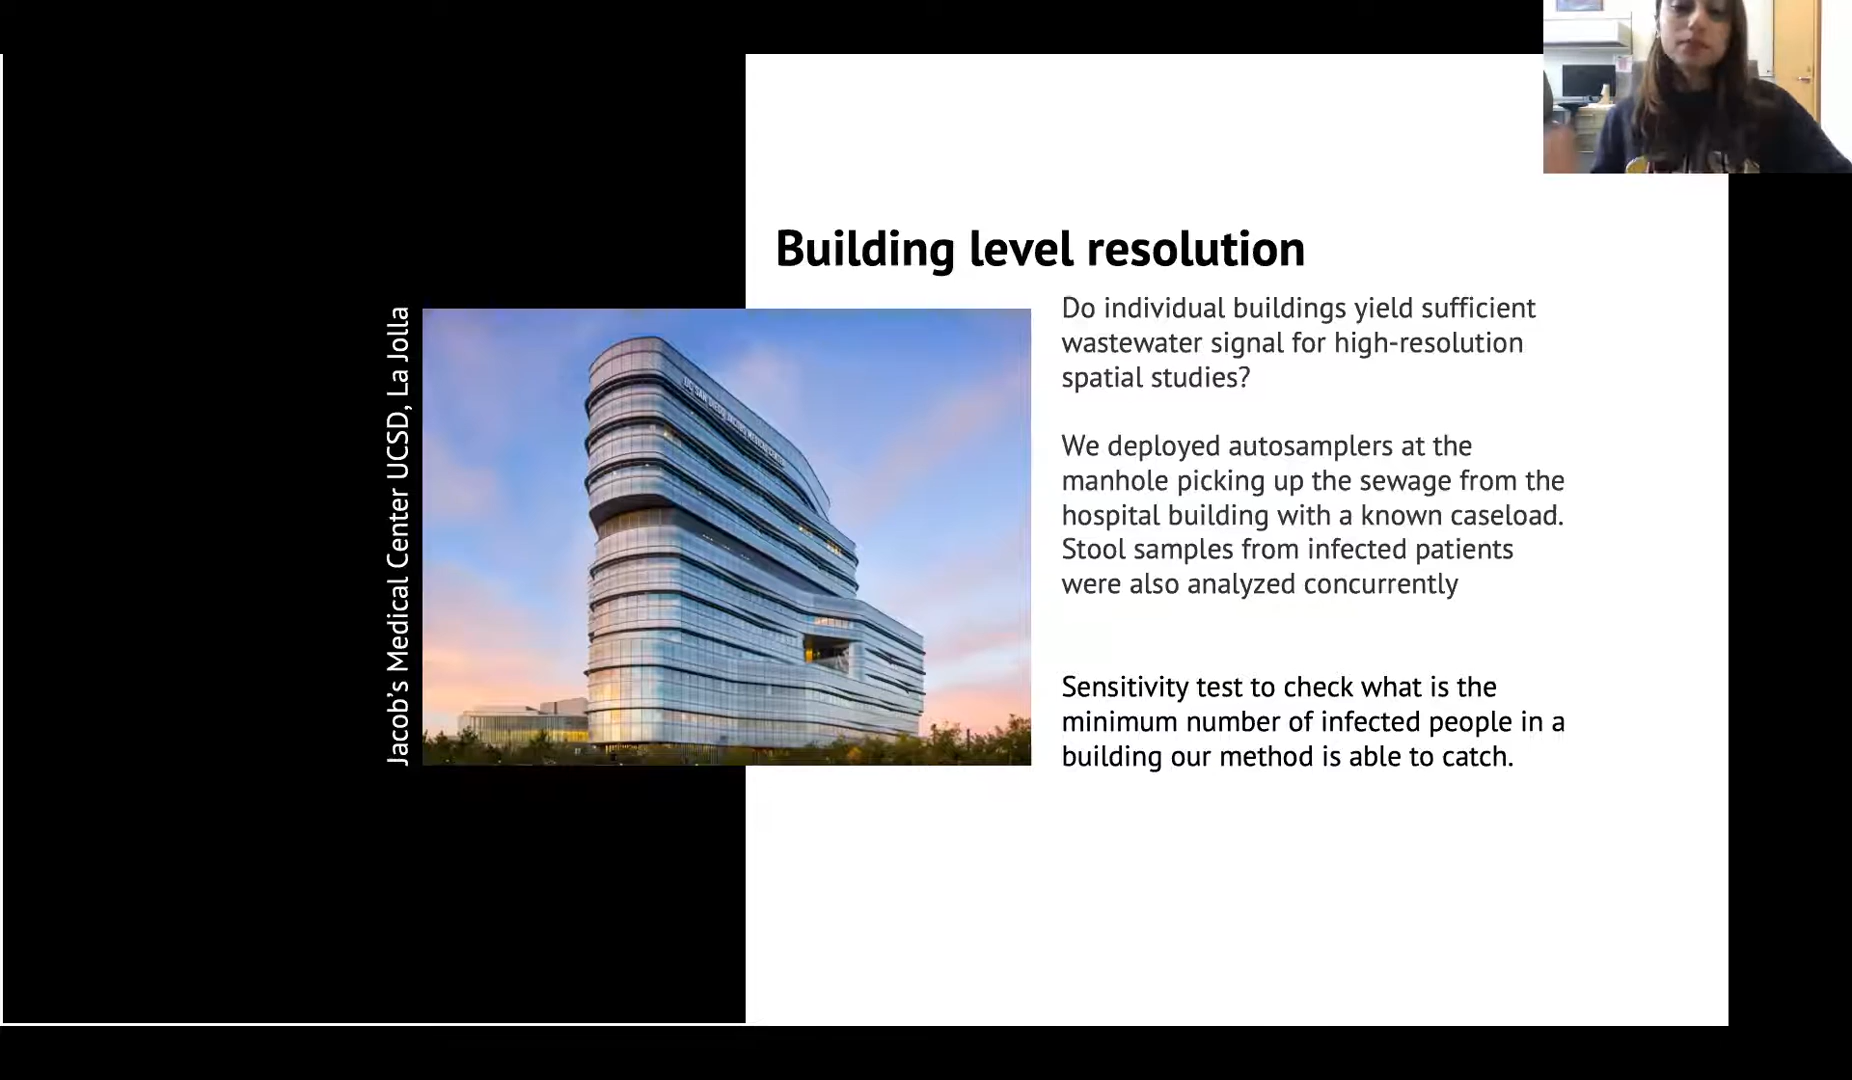 Building level resolution
Jacob's Medical Center UCSD, La Jolla
Do individual buildings yield sufficient
wastewater signal for high-resolution
spatial studies?
We deployed autosamplers at the
manhole picking up the sewage from the
hospital building with a known caseload.
Stool samples from infected patients
were also analyzed concurrently
Sensitivity test to check what is the
minimum number of infected people in a
building our method is able to catch.